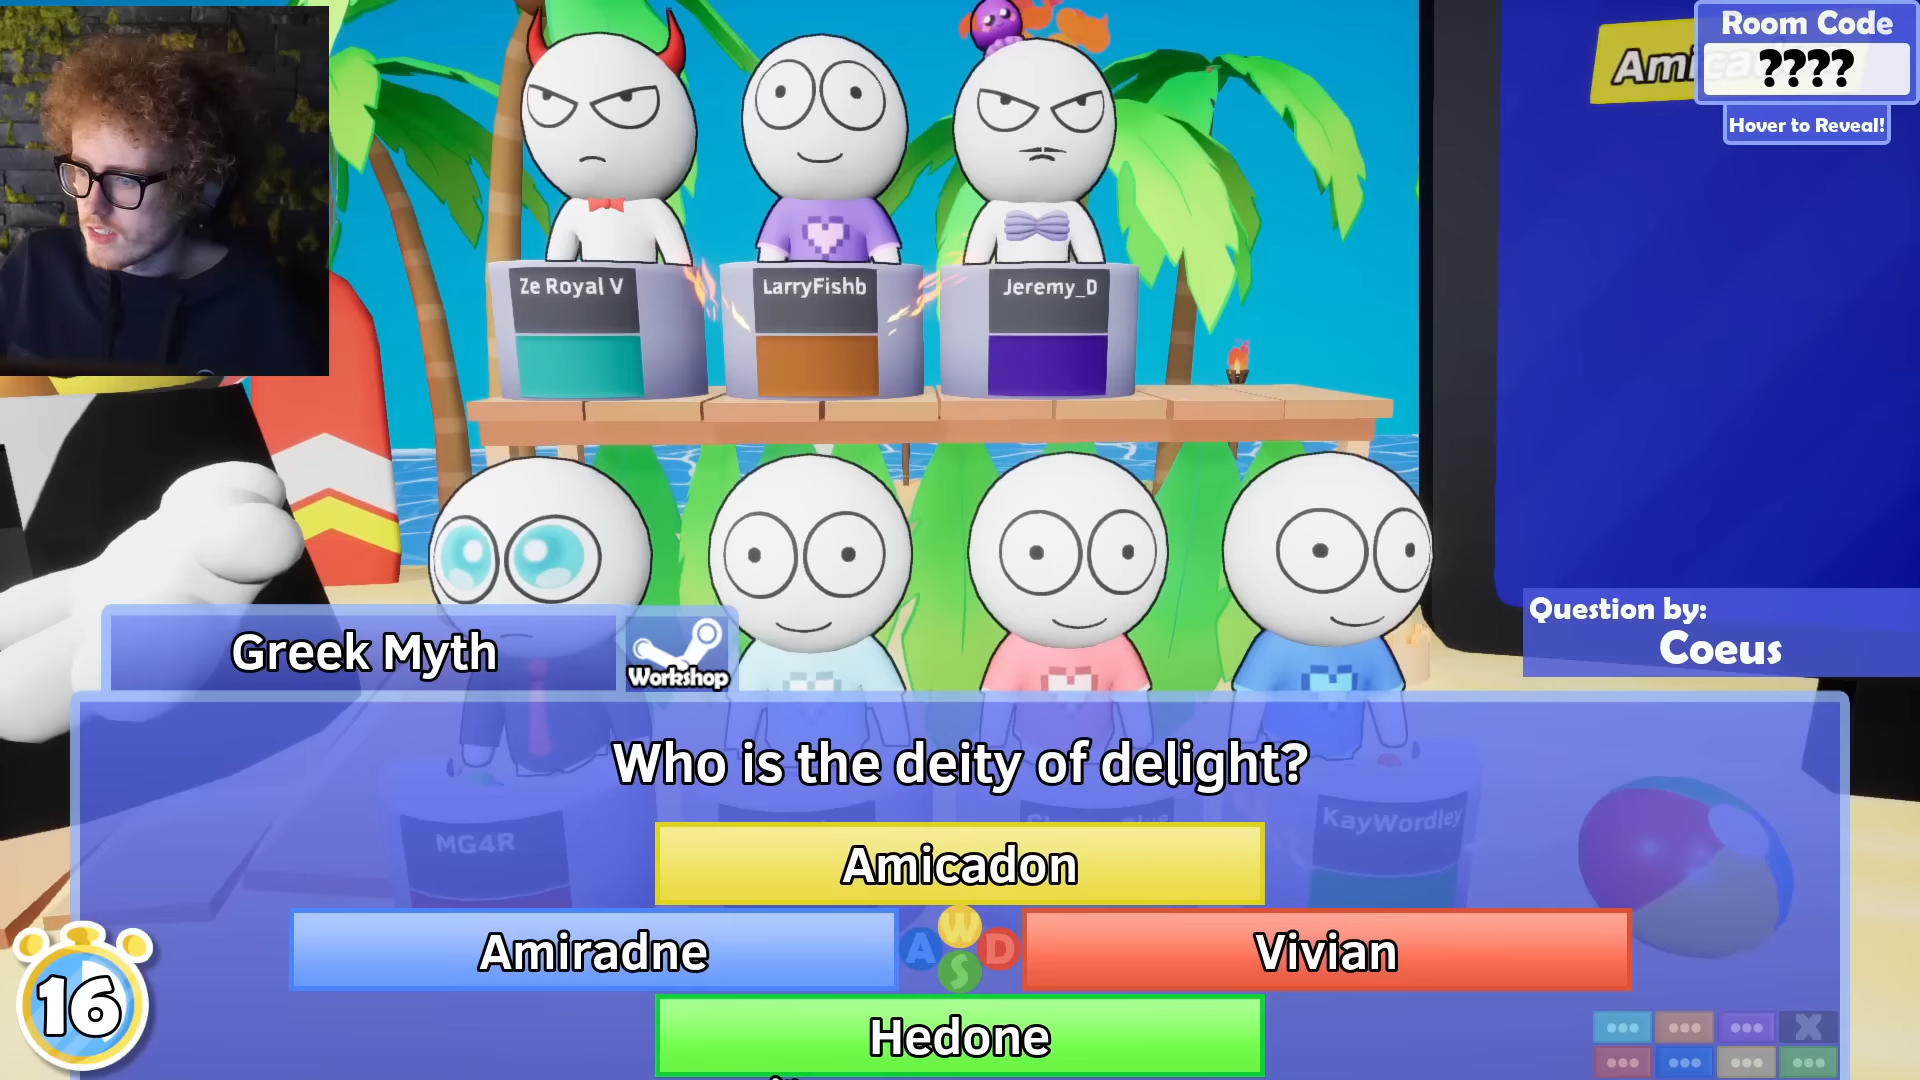 Room Code
????
Hover to Reveal!
Ze Royal V
LarryFishb
Jeremy_D
Question by:
Coeus
Greek Myth
Workshop
Who is the deity of delight?
MG4R
KayWordley
Amicadon
Amiradne
W
A
D
S
Vivian
Hedone
16
X